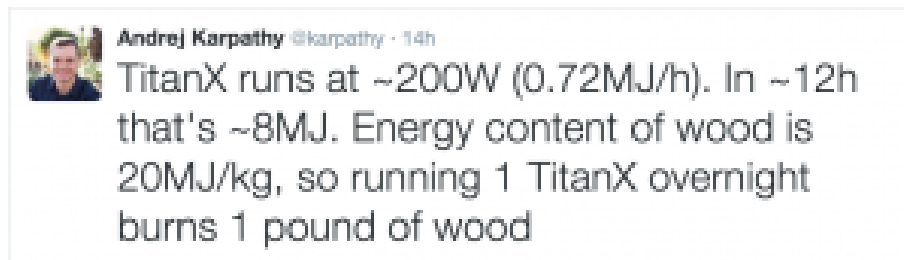 Andrej Karpathy @karpathy · 14h
TitanX runs at ~200W (0.72MJ/h). In ~12h
that's ~8MJ. Energy content of wood is
20MJ/kg, so running 1 TitanX overnight
burns 1 pound of wood